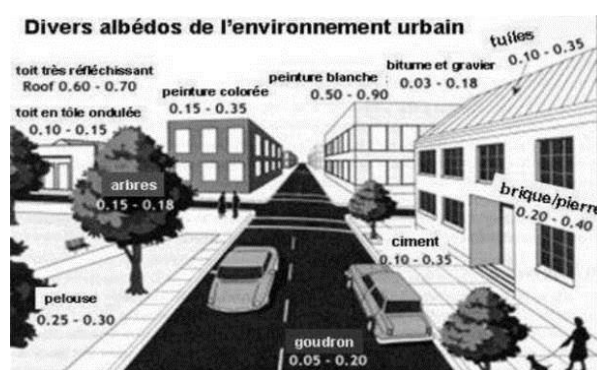 Divers albédos de l'environnement urbain
toit très réfléchissant
Roof 0.60 - 0.70
toit en tôle ondulée
0.10 - 0.15
peinture colorée
0.15 - 0.35
peinture blanche :
0.50 - 0.90
bitume et gravier
0.03 - 0.18
tuiles
0.10 - 0.35
arbres
0.15 - 0.18
brique/pierre
0.20 - 0.40
ciment
0.10 - 0.35
pelouse
0.25 - 0.30
goudron
0.05 - 0.20